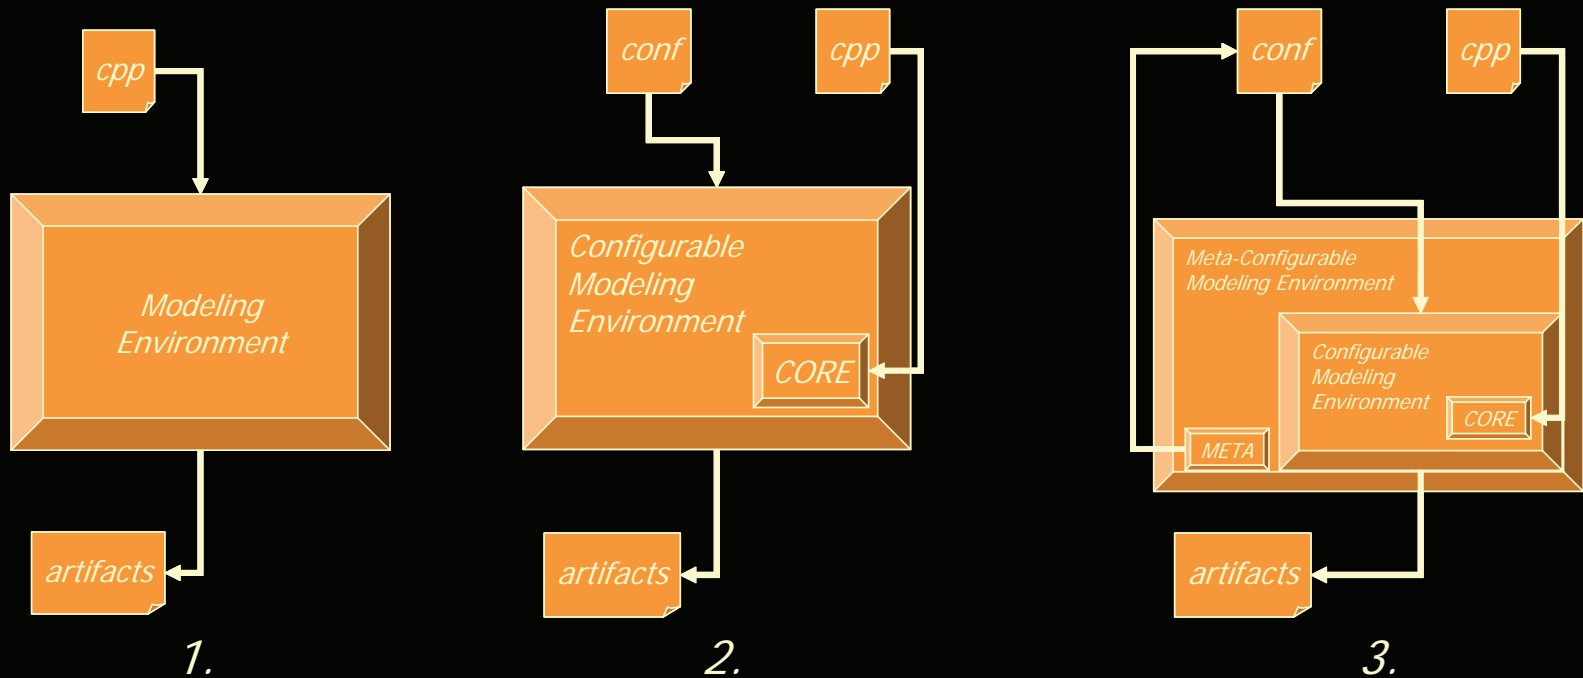 cpp
Modeling
Environment
artifacts
1.
conf
cpp
Configurable
Modeling
Environment
CORE
artifacts
2.
conf
cpp
Meta-Configurable
Modeling Environment
Configurable
Modeling
Environment
CORE
META
artifacts
3.